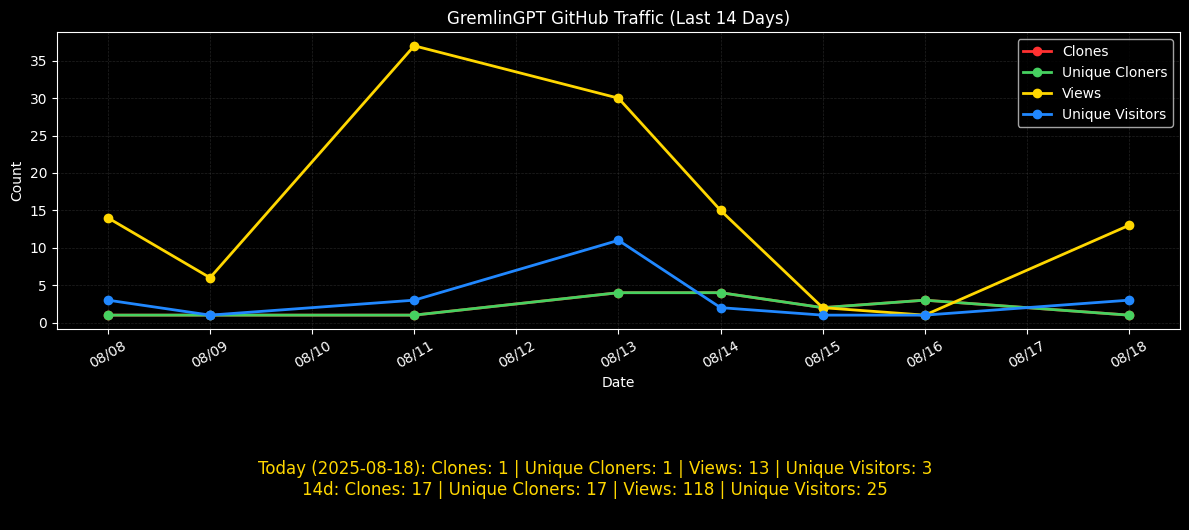 GremlinGPT GitHub Traffic (Last 14 Days)
Clones
Unique Cloners
Views
Unique Visitors
Count
35
30
25
20
15
10
5
0
08/08
08/09
08/10
08/11
08/12
08/13
08/14
08/15
08/16
08/17
08/18
Date
Today (2025-08-18): Clones: 1 | Unique Cloners: 1 | Views: 13 | Unique Visitors: 3
14d: Clones: 17 | Unique Cloners: 17 | Views: 118 | Unique Visitors: 25